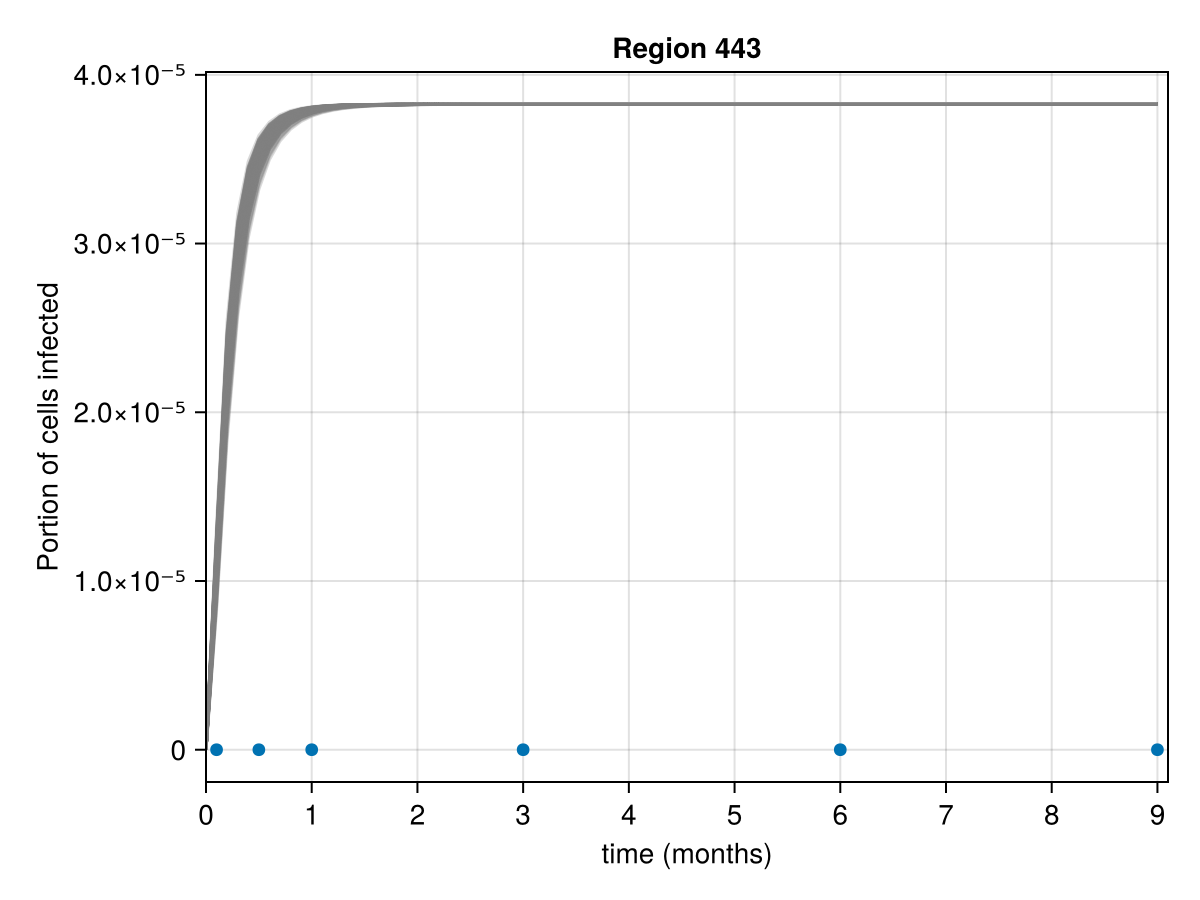 Region 443
4.0×10⁻⁵
3.0×10⁻⁵
2.0×10⁻⁵
1.0×10⁻⁵
0
Portion of cells infected
0 1 2 3 4 5 6 7 8 9
time (months)